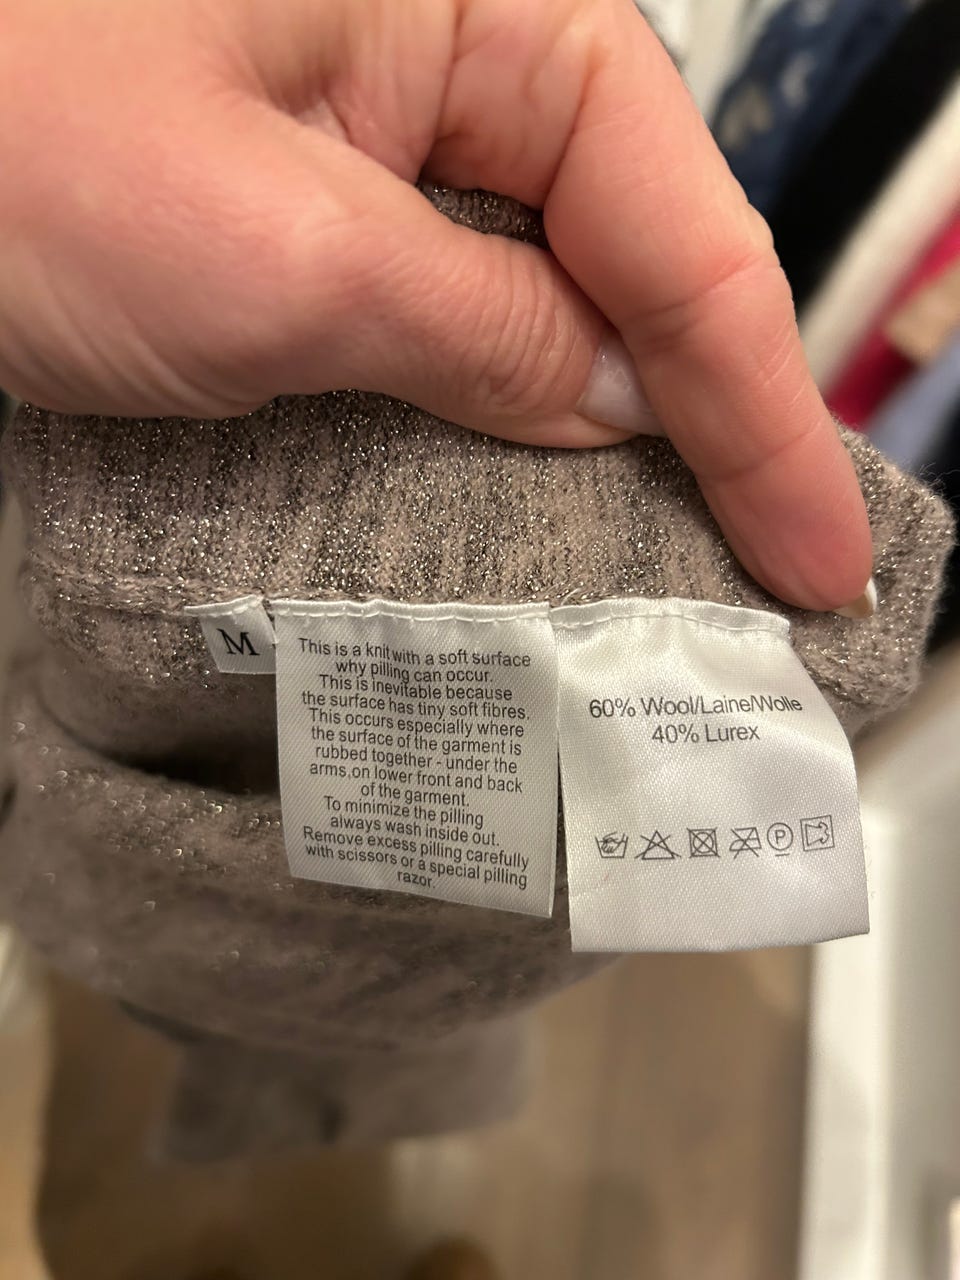 M
This is a knit with a soft surface
why pilling can occur.
This is inevitable because
the surface has tiny soft fibres.
This occurs especially where
the surface of the garment is
rubbed together - under the
arms,on lower front and back
of the garment.
To minimize the pilling
always wash inside out.
Remove excess pilling carefully
with scissors or a special pilling
razor.
60% Wool/Laine/Wolle
40% Lurex
P